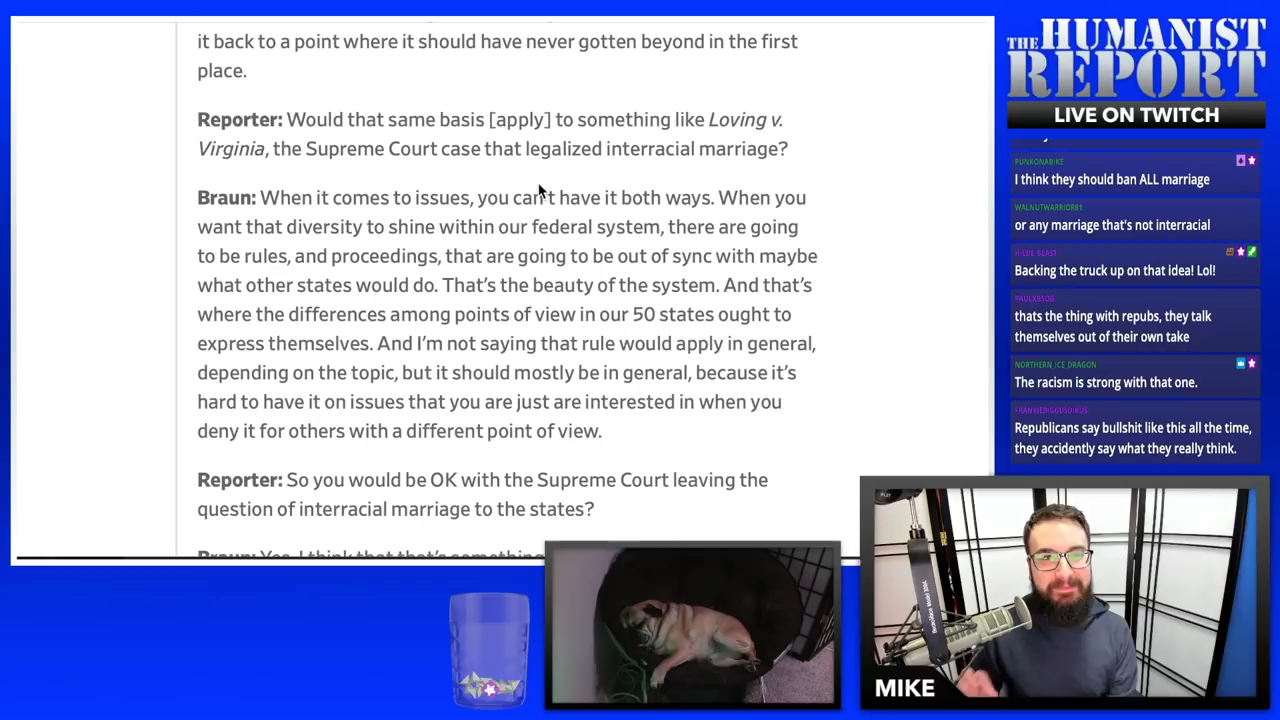 it back to a point where it should have never gotten beyond in the first
place.
Reporter: Would that same basis [apply] to something like Loving v.
Virginia, the Supreme Court case that legalized interracial marriage?
Braun: When it comes to issues, you can't have it both ways. When you
want that diversity to shine within our federal system, there are going
to be rules, and proceedings, that are going to be out of sync with maybe
what other states would do. That's the beauty of the system. And that's
where the differences among points of view in our 50 states ought to
express themselves. And I'm not saying that rule would apply in general,
depending on the topic, but it should mostly be in general, because it's
hard to have it on issues that you are just are interested in when you
deny it for others with a different point of view.
Reporter: So you would be OK with the Supreme Court leaving the
question of interracial marriage to the states?
Braun: Yes, I think that that's something
THE HUMANIST
REPORT
LIVE ON TWITCH
PUNKONABIKE
I think they should ban ALL marriage
WALNUTWARRIOR81
or any marriage that's not interracial
HILDE_BEAST
Backing the truck up on that idea! Lol!
thats the thing with repubs, they talk
themselves out of their own take
NORTHERN_ICE_DRAGON
The racism is strong with that one.
FRANKIEBIGGUSDIKUS
Republicans say bullshit like this all the time,
they accidently say what they really think.
MIKE